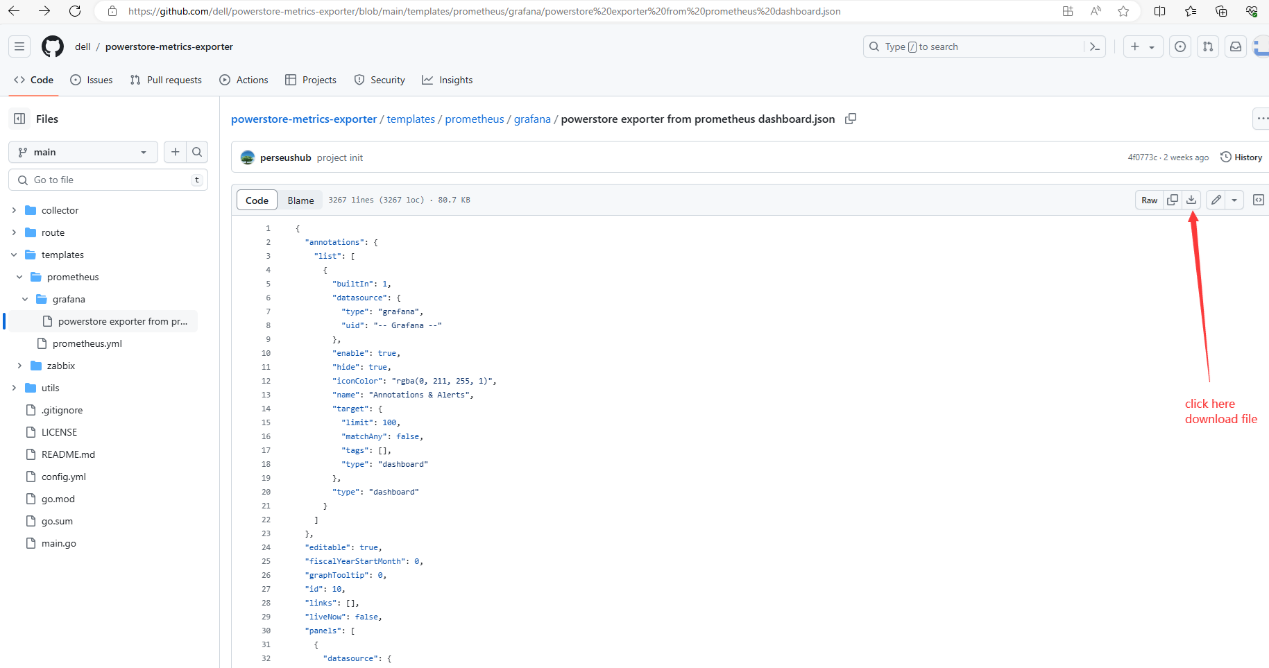 https://github.com/dell/powerstore-metrics-exporter/blob/main/templates/prometheus/grafana/powerstore%20exporter%20from%20prometheus%20dashboard.json
dell / powerstore-metrics-exporter
Type / to search
Code
Issues
Pull requests
Actions
Projects
Security
Insights
Files
powerstore-metrics-exporter / templates / prometheus / grafana / powerstore exporter from prometheus dashboard.json
main
perseushub project init
4f0773c · 2 weeks ago
History
Go to file
t
Code
Blame
3267 lines (3267 loc) · 80.7 KB
Raw
collector
route
templates
prometheus
grafana
powerstore exporter from pr...
prometheus.yml
zabbix
utils
.gitignore
LICENSE
README.md
config.yml
go.mod
go.sum
main.go
1 {
2 "annotations": {
3 "list": [
4 {
5 "builtIn": 1,
6 "datasource": {
7 "type": "grafana",
8 "uid": "-- Grafana --"
9 },
10 "enable": true,
11 "hide": true,
12 "iconColor": "rgba(0, 211, 255, 1)",
13 "name": "Annotations & Alerts",
14 "target": {
15 "limit": 100,
16 "matchAny": false,
17 "tags": [],
18 "type": "dashboard"
19 },
20 "type": "dashboard"
21 }
22 ]
23 },
24 "editable": true,
25 "fiscalYearStartMonth": 0,
26 "graphTooltip": 0,
27 "id": 10,
28 "links": [],
29 "liveNow": false,
30 "panels": [
31 {
32 "datasource": {
click here
download file